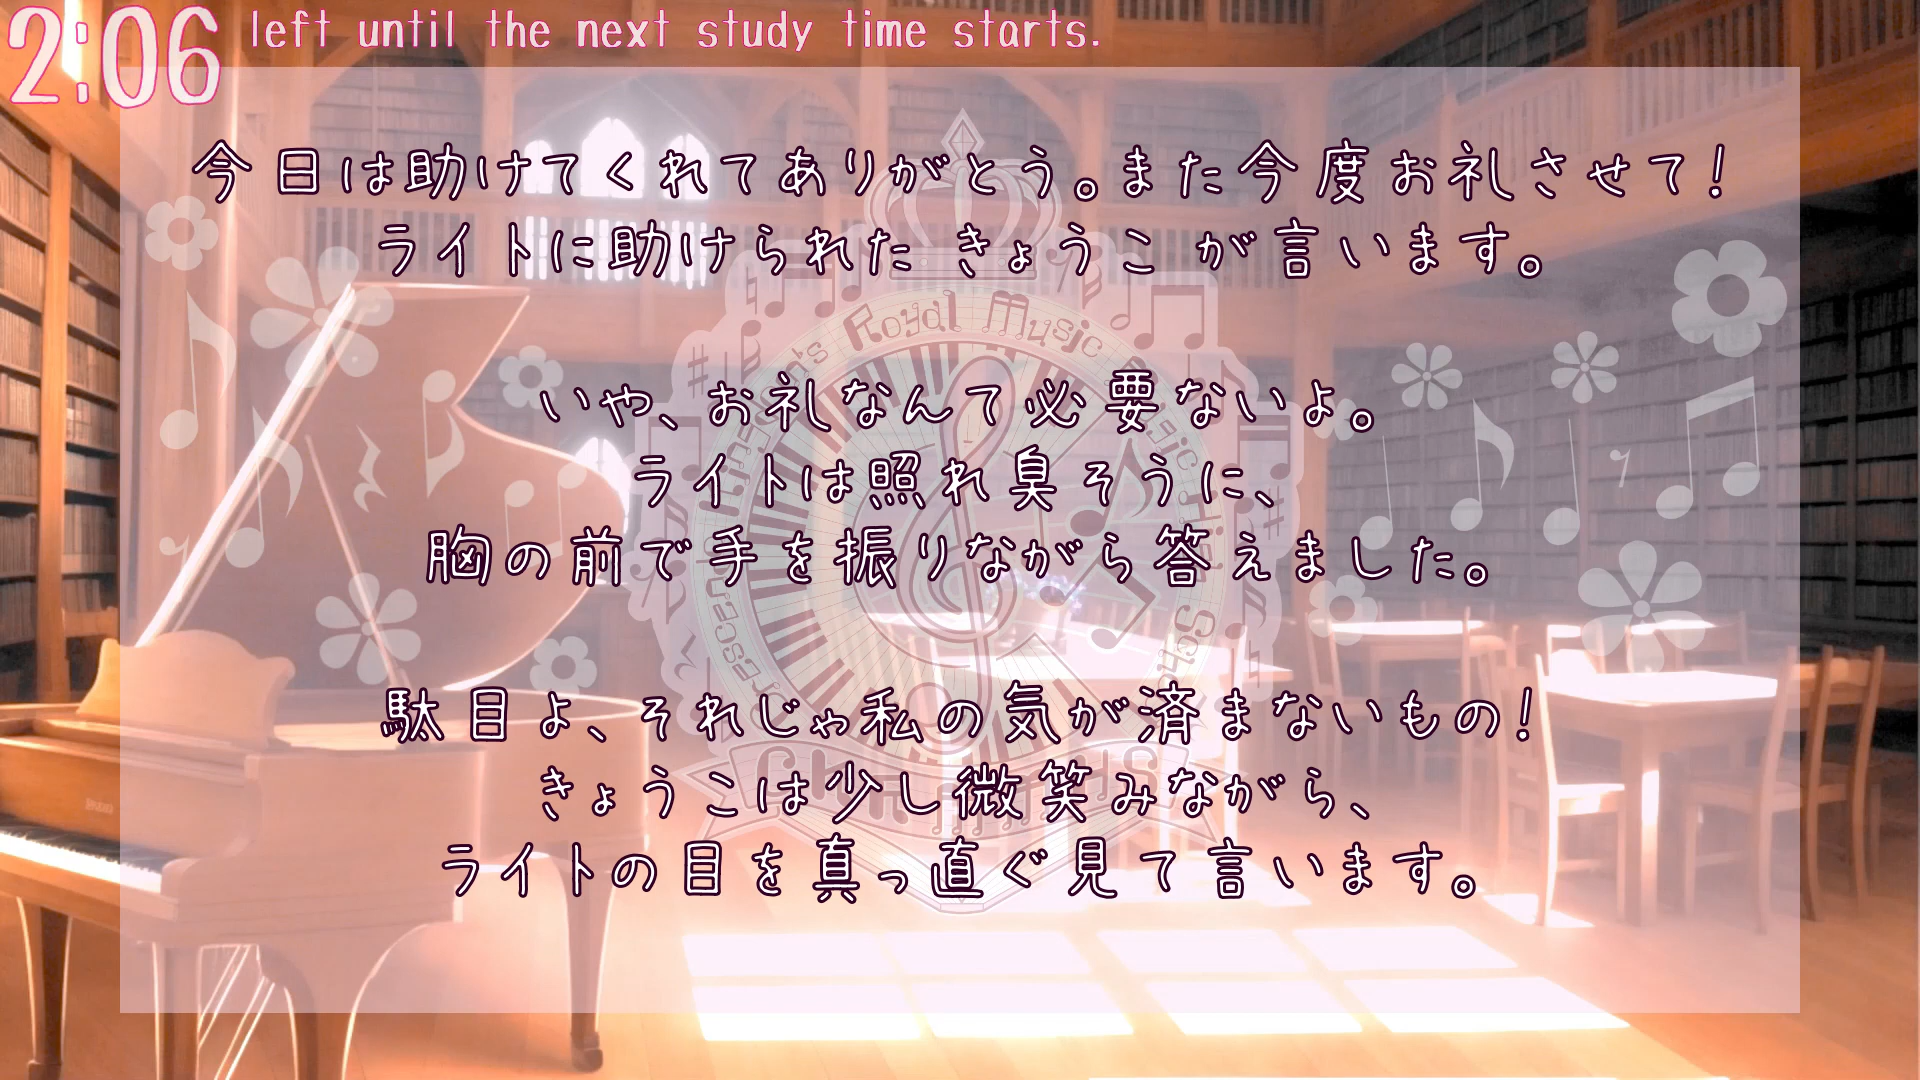 2:06 left until the next study time starts.
今日は助けてくれてありがとう。また今度お礼させて!
ライトに助けられた きょうこ が言います。
いや、お礼なんて必要ないよ。
ライトは照れ臭そうに、
胸の前で手を振りながら答えました。
駄目よ、それじゃ私の気が済まないもの!
きょうこは少し微笑みながら、
ライトの目を真っ直ぐ見て言います。
Royal Music